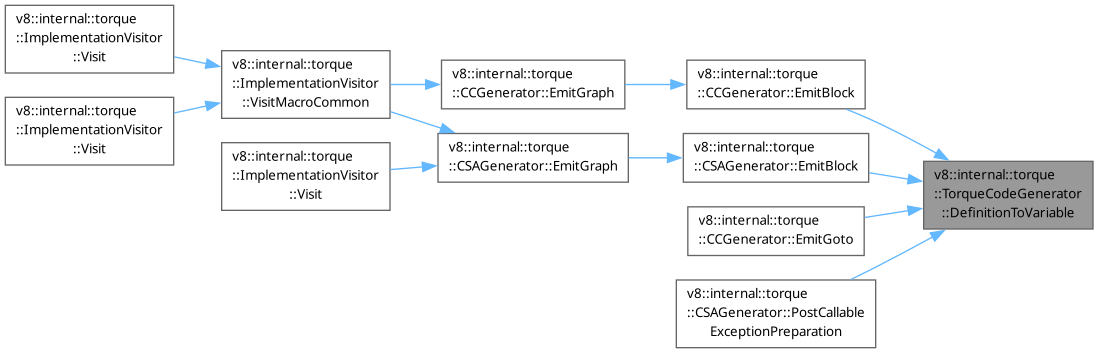 v8::internal::torque
::ImplementationVisitor
::Visit
v8::internal::torque
::ImplementationVisitor
::Visit
v8::internal::torque
::ImplementationVisitor
::VisitMacroCommon
v8::internal::torque
::ImplementationVisitor
::Visit
v8::internal::torque
::CCGenerator::EmitGraph
v8::internal::torque
::CSAGenerator::EmitGraph
v8::internal::torque
::CCGenerator::EmitBlock
v8::internal::torque
::CSAGenerator::EmitBlock
v8::internal::torque
::CCGenerator::EmitGoto
v8::internal::torque
::CSAGenerator::PostCallable
ExceptionPreparation
v8::internal::torque
::TorqueCodeGenerator
::DefinitionToVariable